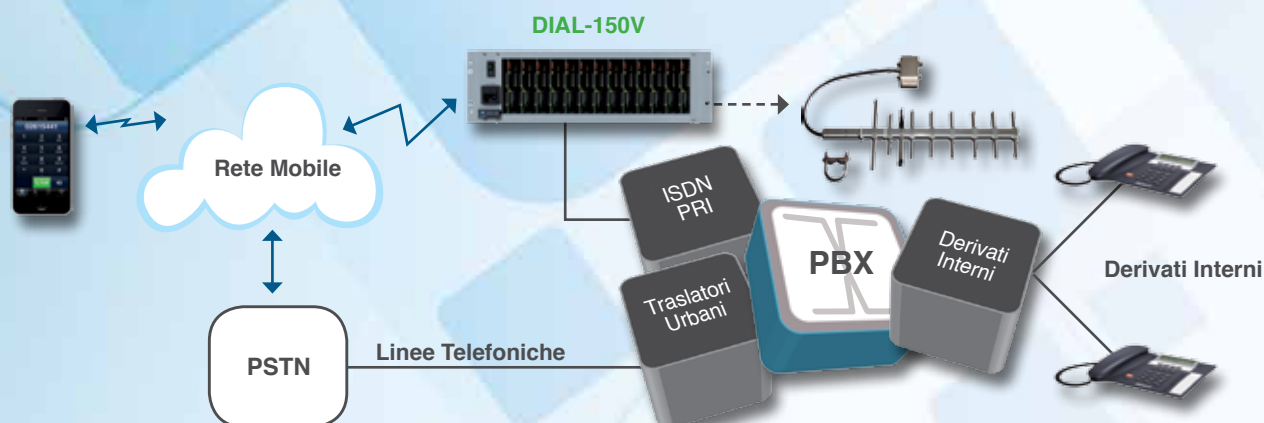 DIAL-150V
Rete Mobile
ISDN
PRI
PBX
Derivati
Interni
Derivati Interni
Traslatori
Urbani
PSTN
Linee Telefoniche